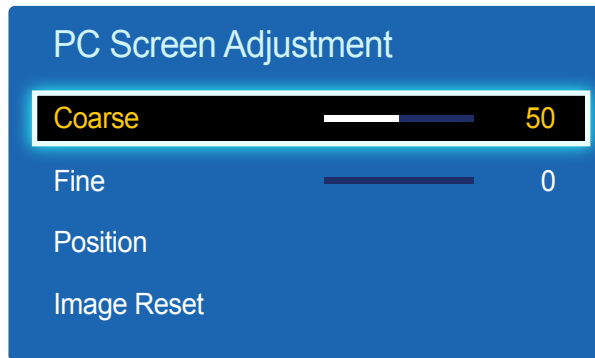 PC Screen Adjustment
Coarse 50
Fine 0
Position
Image Reset